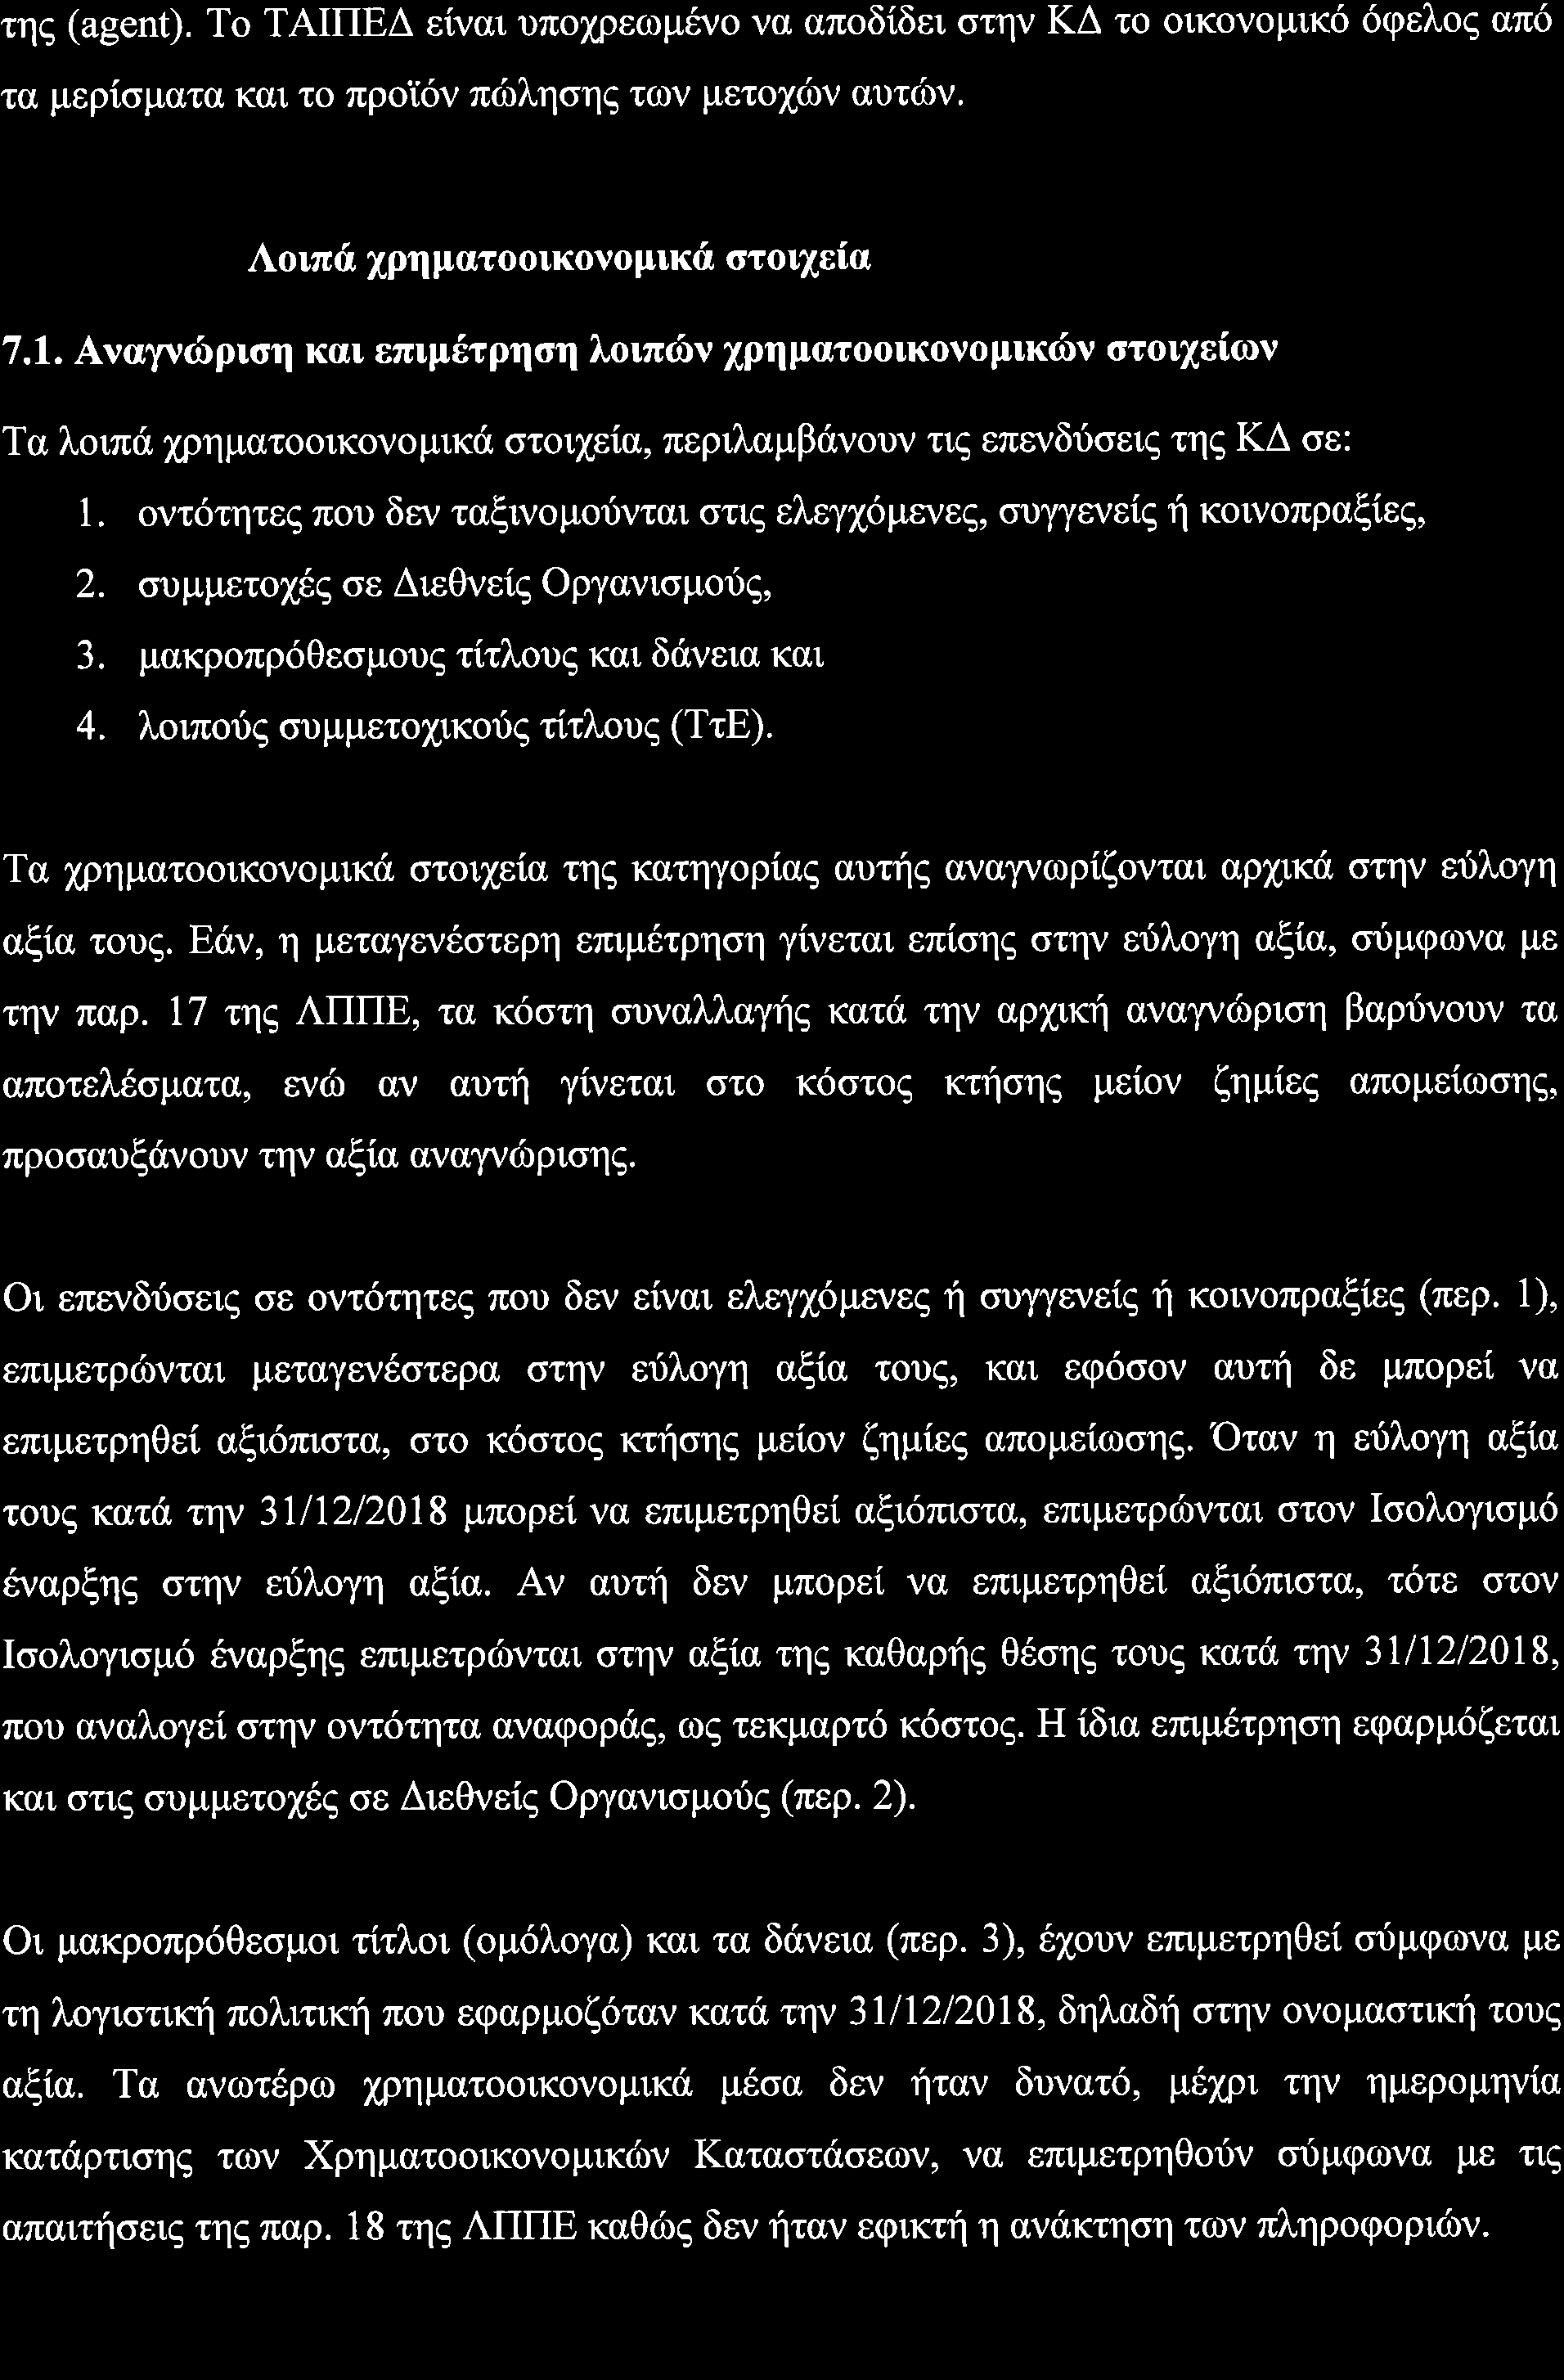 της (agent). Το ΤΑΙΠΕΔ είναι υποχρεωμένο να αποδίδει στην ΚΔ το οικονομικό όφελος από
τα μερίσματα και το προϊόν πώλησης των μετοχών αυτών.
Λοιπά χρηματοοικονομικά στοιχεία
7.1. Αναγνώριση και επιμέτρηση λοιπών χρηματοοικονομικών στοιχείων
Τα λοιπά χρηματοοικονομικά στοιχεία, περιλαμβάνουν τις επενδύσεις της ΚΔ σε:
1. οντότητες που δεν ταξινομούνται στις ελεγχόμενες, συγγενείς ή κοινοπραξίες,
2. συμμετοχές σε Διεθνείς Οργανισμούς,
3. μακροπρόθεσμους τίτλους και δάνεια και
4. λοιπούς συμμετοχικούς τίτλους (ΤτΕ).
Τα χρηματοοικονομικά στοιχεία της κατηγορίας αυτής αναγνωρίζονται αρχικά στην εύλογη
αξία τους. Εάν, η μεταγενέστερη επιμέτρηση γίνεται επίσης στην εύλογη αξία, σύμφωνα με
την παρ. 17 της ΛΠΠΕ, τα κόστη συναλλαγής κατά την αρχική αναγνώριση βαρύνουν τα
αποτελέσματα, ενώ αν αυτή γίνεται στο κόστος κτήσης μείον ζημίες απομείωσης,
προσαυξάνουν την αξία αναγνώρισης.
Οι επενδύσεις σε οντότητες που δεν είναι ελεγχόμενες ή συγγενείς ή κοινοπραξίες (περ. 1),
επιμετρώνται μεταγενέστερα στην εύλογη αξία τους, και εφόσον αυτή δε μπορεί να
επιμετρηθεί αξιόπιστα, στο κόστος κτήσης μείον ζημίες απομείωσης. Όταν η εύλογη αξία
τους κατά την 31/12/2018 μπορεί να επιμετρηθεί αξιόπιστα, επιμετρώνται στον Ισολογισμό
έναρξης στην εύλογη αξία. Αν αυτή δεν μπορεί να επιμετρηθεί αξιόπιστα, τότε στον
Ισολογισμό έναρξης επιμετρώνται στην αξία της καθαρής θέσης τους κατά την 31/12/2018,
που αναλογεί στην οντότητα αναφοράς, ως τεκμαρτό κόστος. Η ίδια επιμέτρηση εφαρμόζεται
και στις συμμετοχές σε Διεθνείς Οργανισμούς (περ. 2).
Οι μακροπρόθεσμοι τίτλοι (ομόλογα) και τα δάνεια (περ. 3), έχουν επιμετρηθεί σύμφωνα με
τη λογιστική πολιτική που εφαρμοζόταν κατά την 31/12/2018, δηλαδή στην ονομαστική τους
αξία. Τα ανωτέρω χρηματοοικονομικά μέσα δεν ήταν δυνατό, μέχρι την ημερομηνία
κατάρτισης των Χρηματοοικονομικών Καταστάσεων, να επιμετρηθούν σύμφωνα με τις
απαιτήσεις της παρ. 18 της ΛΠΠΕ καθώς δεν ήταν εφικτή η ανάκτηση των πληροφοριών.